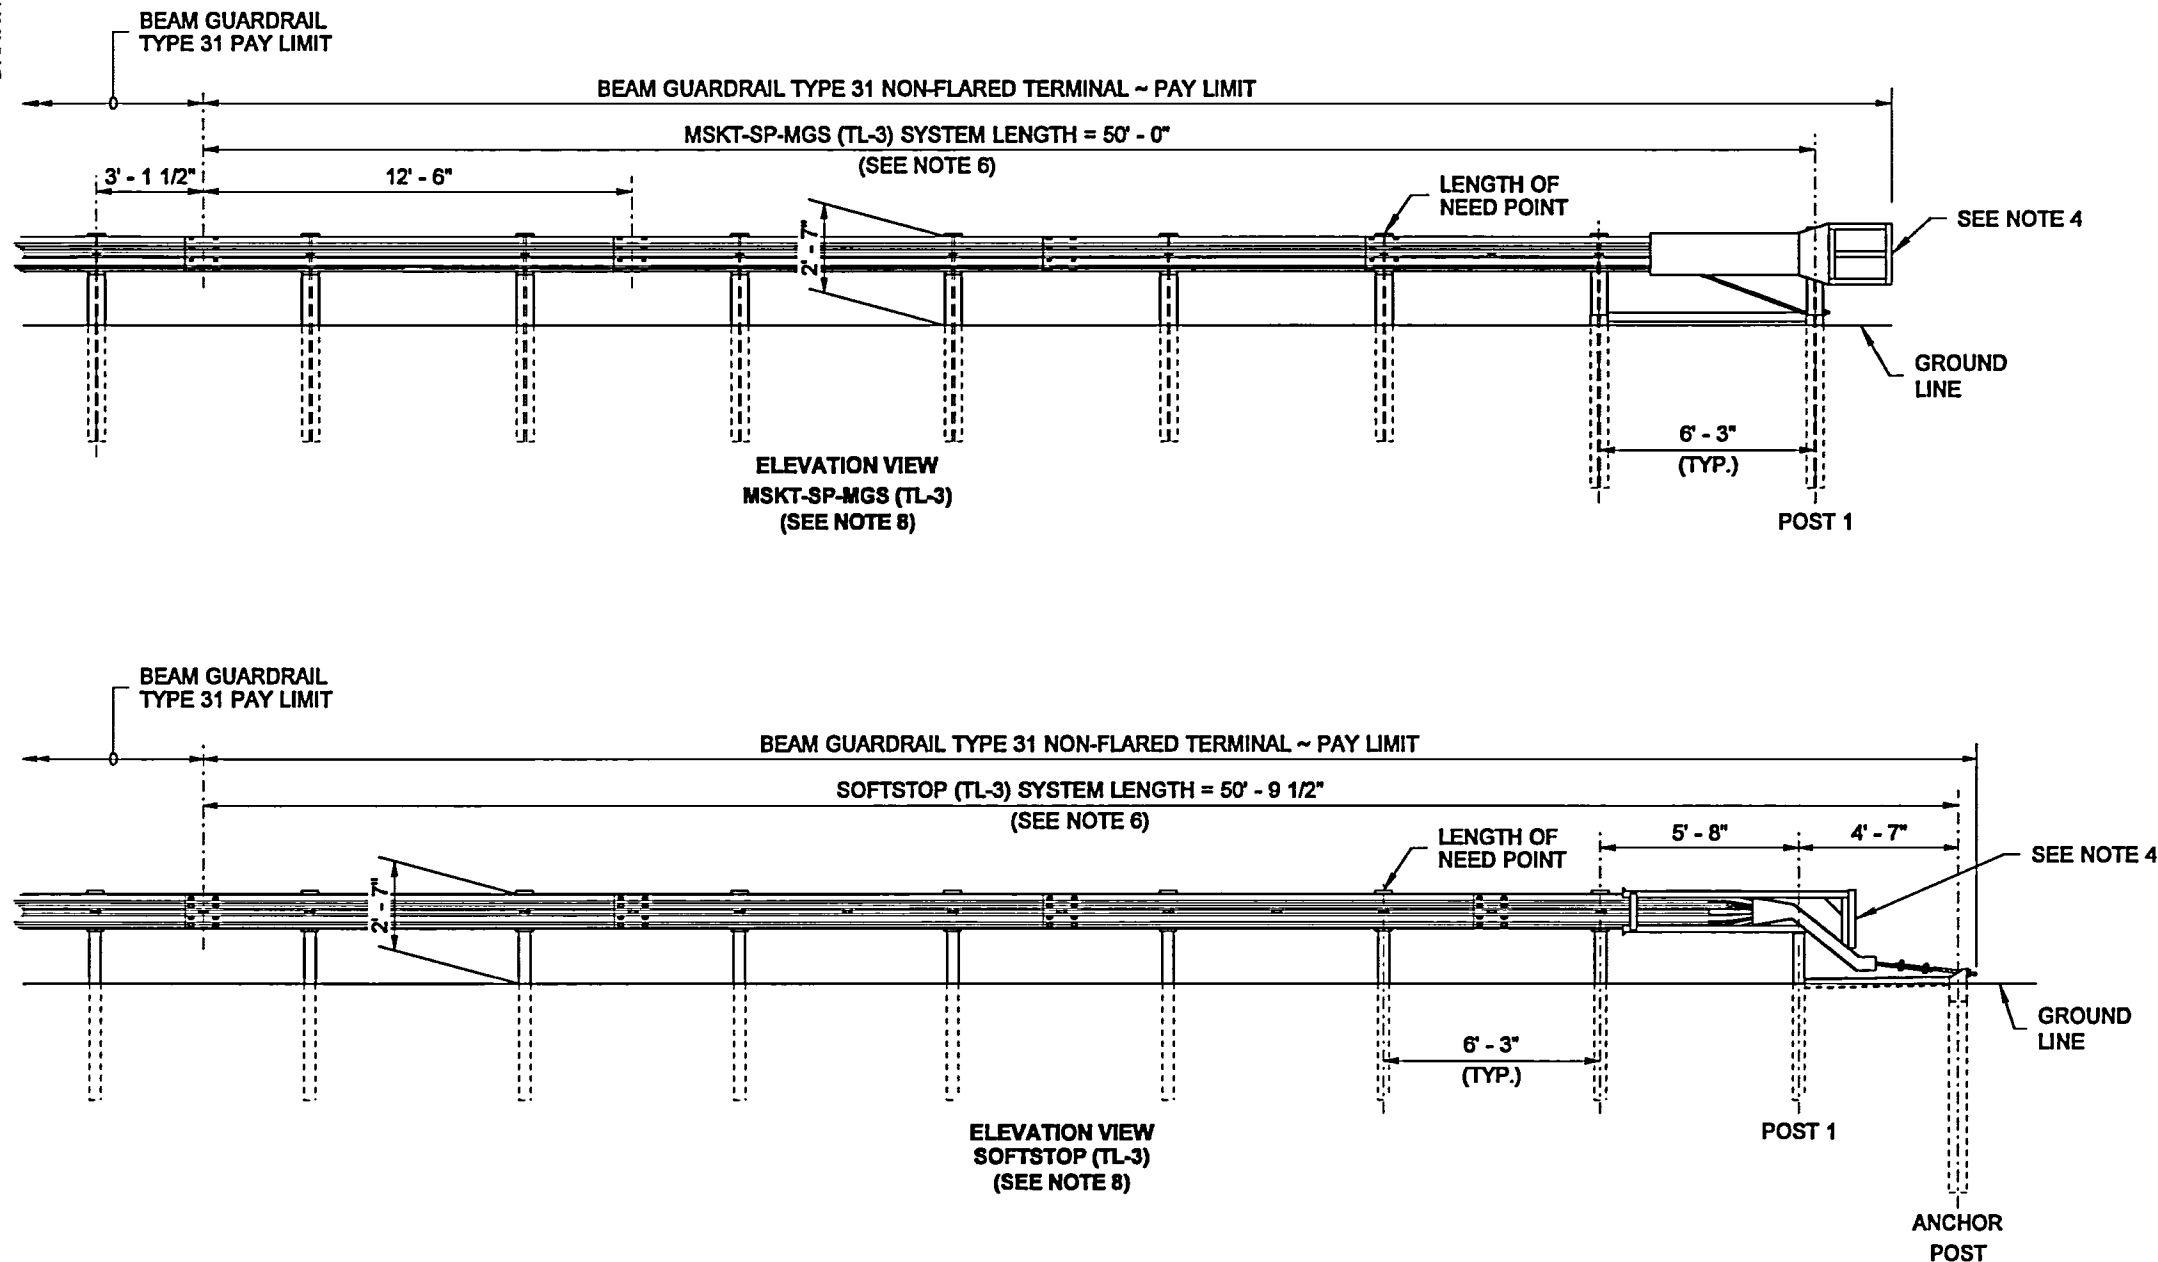 BEAM GUARDRAIL
TYPE 31 PAY LIMIT
BEAM GUARDRAIL TYPE 31 NON-FLARED TERMINAL ~ PAY LIMIT
MSKT-SP-MGS (TL-3) SYSTEM LENGTH = 50' - 0"
(SEE NOTE 6)
3' - 1 1/2"
12' - 6"
LENGTH OF
NEED POINT
SEE NOTE 4
2' - 7"
GROUND
LINE
6' - 3"
(TYP.)
ELEVATION VIEW
MSKT-SP-MGS (TL-3)
(SEE NOTE 8)
POST 1
BEAM GUARDRAIL
TYPE 31 PAY LIMIT
BEAM GUARDRAIL TYPE 31 NON-FLARED TERMINAL ~ PAY LIMIT
SOFTSTOP (TL-3) SYSTEM LENGTH = 50' - 9 1/2"
(SEE NOTE 6)
LENGTH OF
NEED POINT
5' - 8"
4' - 7"
SEE NOTE 4
2' - 7"
GROUND
LINE
6' - 3"
(TYP.)
ELEVATION VIEW
SOFTSTOP (TL-3)
(SEE NOTE 8)
POST 1
ANCHOR
POST